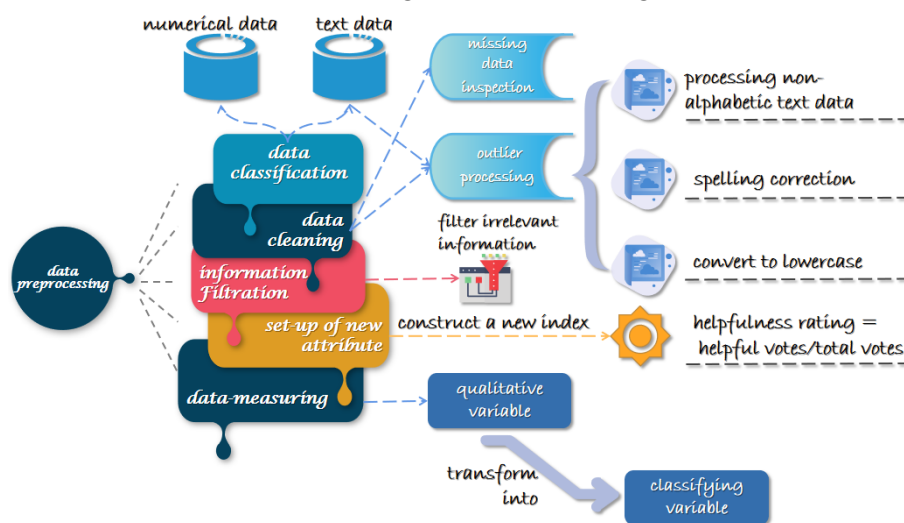 numerical data
text data
missing
data
inspection
processing non-
alphabetic text data
data
classification
outlier
processing
spelling correction
data
cleaning
filter irrelevant
information
data
preprocessing
information
Filtration
convert to lowercase
set-up of new
attribute
construct a new index
helpfulness rating =
helpful votes/total votes
data-measuring
qualitative
variable
transform
into
classifying
variable